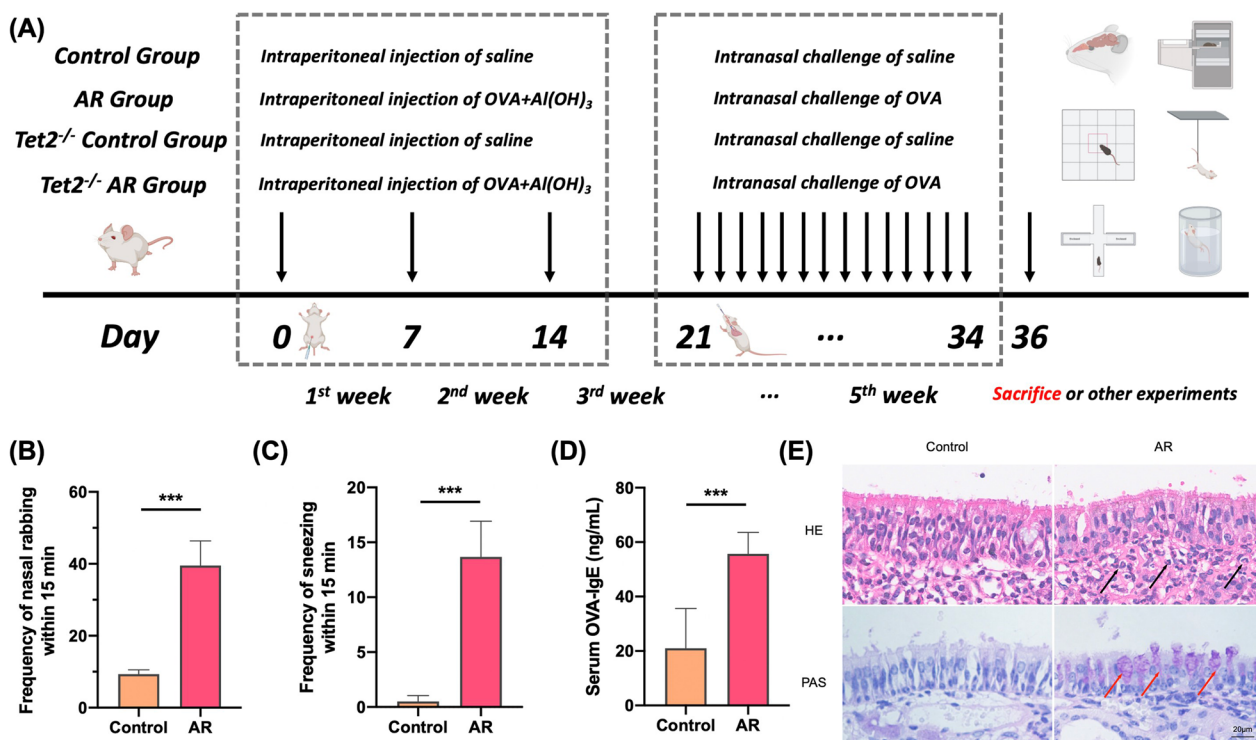 (A)
Control Group
Intraperitoneal injection of saline
Intranasal challenge of saline
AR Group
Intraperitoneal injection of OVA+Al(OH)₃
Intranasal challenge of OVA
Tet2⁻/⁻ Control Group
Intraperitoneal injection of saline
Intranasal challenge of saline
Tet2⁻/⁻ AR Group
Intraperitoneal injection of OVA+Al(OH)₃
Intranasal challenge of OVA
Day
0
7
14
21
...
34
36
1st week
2nd week
3rd week
...
5th week
Sacrifice or other experiments
(B)
Frequency of nasal rabbing
within 15 min
60
40
20
0
***
Control
AR
(C)
Frequency of sneezing
within 15 min
20
15
10
5
0
***
Control
AR
(D)
Serum OVA-IgE (ng/mL)
80
60
40
20
0
***
Control
AR
(E)
Control
AR
HE
PAS
20μm